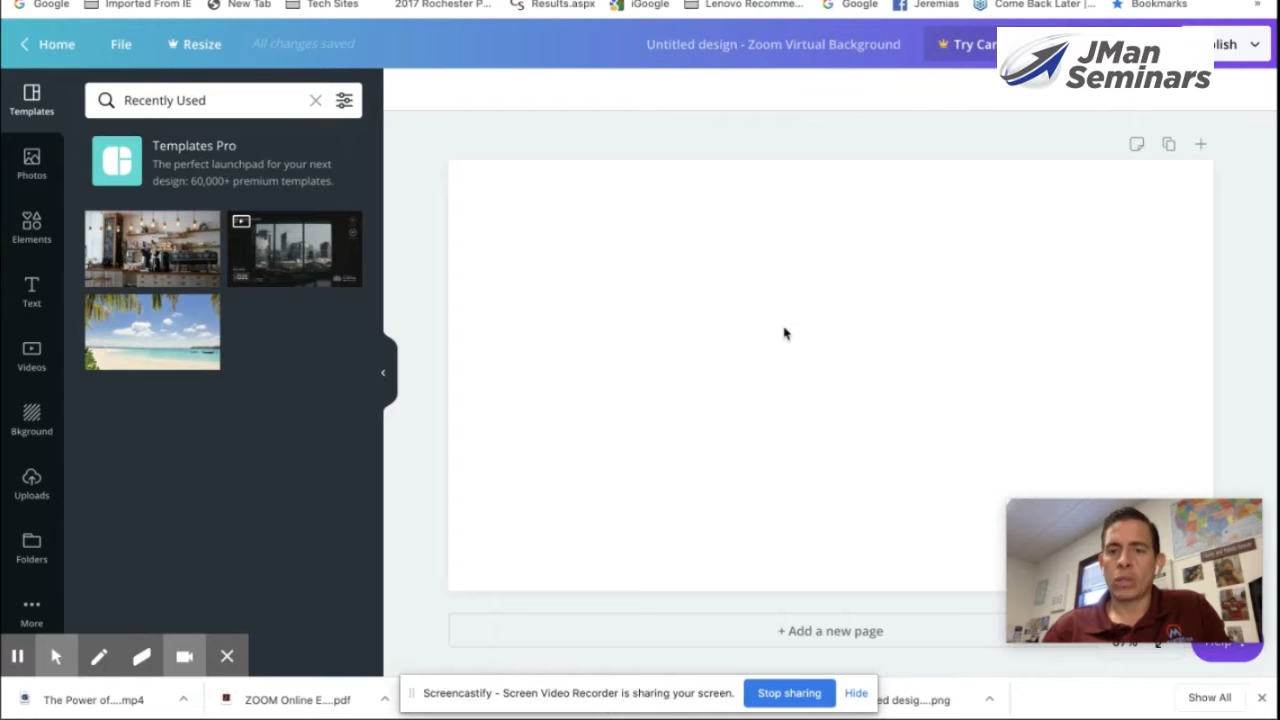 Google
Imported From IE
New Tab
Tech Sites
2017 Rochester P...
Results.aspx
iGoogle
Lenovo Recomme...
Google
Jeremias
Come Back Later |...
Bookmarks
»
Home
File
Resize
All changes saved
Untitled design - Zoom Virtual Background
Try Can
lish
JMan
Seminars
Templates
Photos
Elements
Text
Videos
Bkground
Uploads
Folders
More
Recently Used
Templates Pro
The perfect launchpad for your next
design: 60,000+ premium templates.
+ Add a new page
Help
The Power of....mp4
ZOOM Online E....pdf
Screencastify - Screen Video Recorder is sharing your screen.
Stop sharing
Hide
ed desig....png
Show All